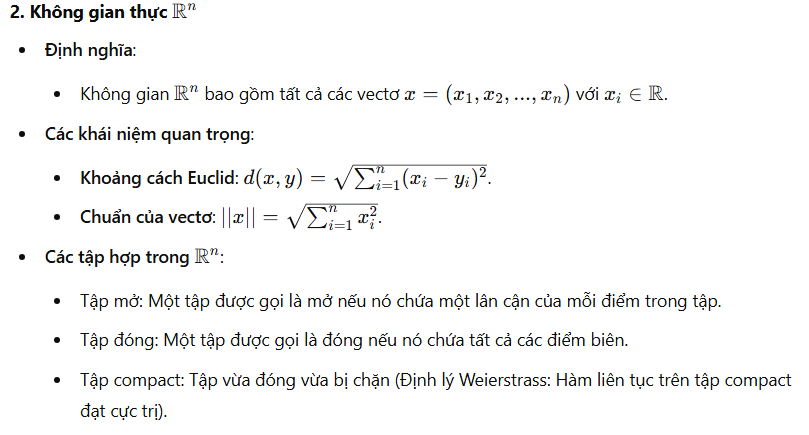 2. Không gian thực ℝⁿ
• Định nghĩa:
• Không gian ℝⁿ bao gồm tất cả các vectơ x = (x₁, x₂, ..., xₙ) với xᵢ ∈ ℝ.
• Các khái niệm quan trọng:
• Khoảng cách Euclid: d(x, y) = √(∑ⁿᵢ₌₁(xᵢ − yᵢ)²).
• Chuẩn của vectơ: ||x|| = √(∑ⁿᵢ₌₁ xᵢ²).
• Các tập hợp trong ℝⁿ:
• Tập mở: Một tập được gọi là mở nếu nó chứa một lân cận của mỗi điểm trong tập.
• Tập đóng: Một tập được gọi là đóng nếu nó chứa tất cả các điểm biên.
• Tập compact: Tập vừa đóng vừa bị chặn (Định lý Weierstrass: Hàm liên tục trên tập compact
đạt cực trị).